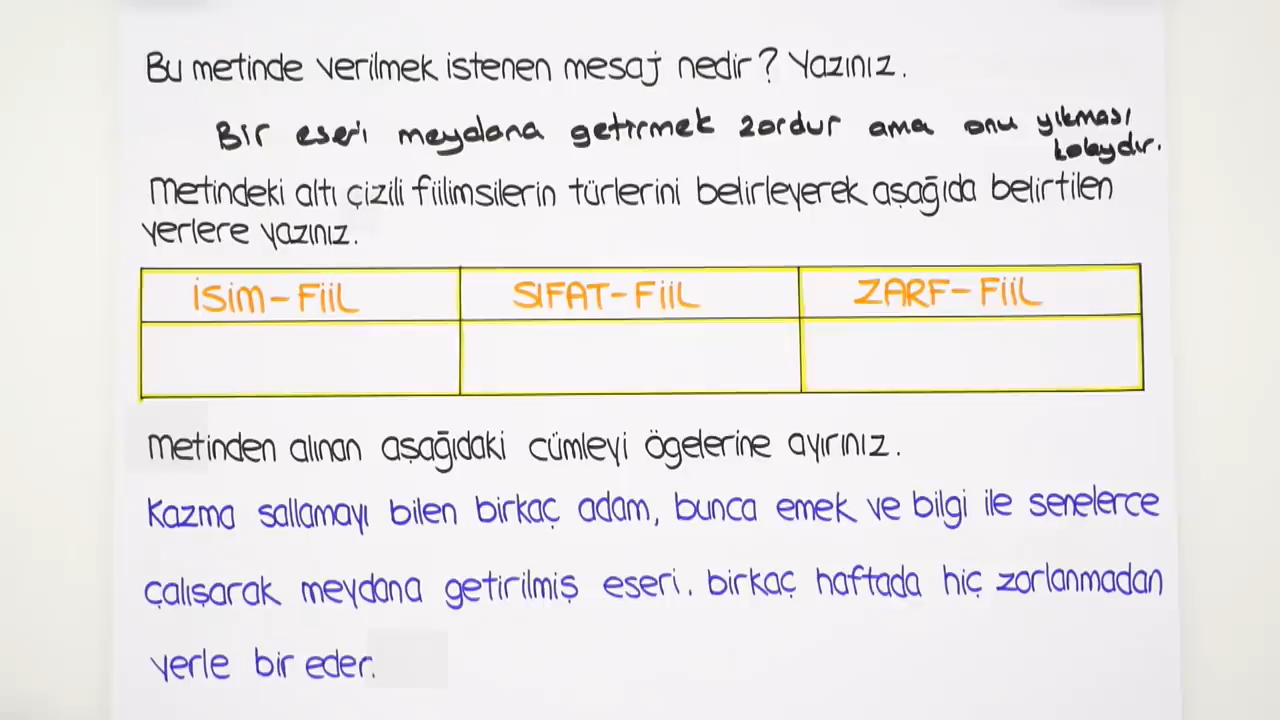 Bu metinde verilmek istenen mesaj nedir? Yazınız.
Bir eseri meydana getirmek zordur ama onu yıkması
kolaydır.
Metindeki altı çizili fiilimsilerin türlerini belirleyerek aşağıda belirtilen
yerlere yazınız.
İSİM-FİİL SIFAT-FİİL ZARF-FİİL
Metinden alınan aşağıdaki cümleyi ögelerine ayırınız.
Kazma sallamayı bilen birkaç adam, bunca emek ve bilgi ile senelerce
çalışarak meydana getirilmiş eseri. birkaç haftada hiç zorlanmadan
yerle bir eder.